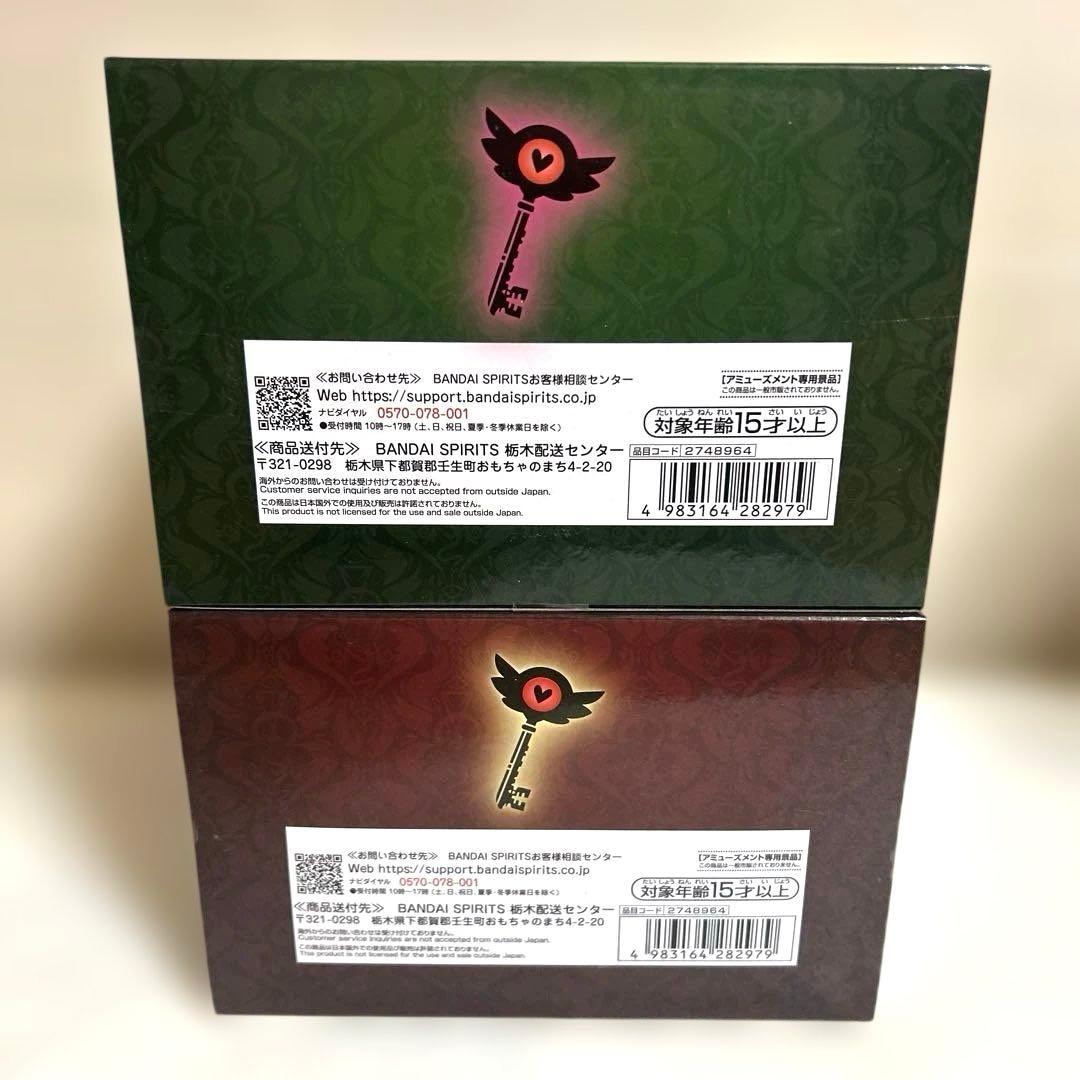 ≪お問い合わせ先≫ BANDAI SPIRITSお客様相談センター
Web https://support.bandaispirits.co.jp
ナビダイヤル 0570-078-001
●受付時間 10時~17時(土、日、祝日、夏季・冬季休業日を除く)
≪商品送付先≫ BANDAI SPIRITS 栃木配送センター
〒321-0298 栃木県下都賀郡壬生町おもちゃのまち4-2-20
海外からのお問い合わせは受け付けておりません。
Customer service inquiries are not accepted from outside Japan.
この商品は日本国外での使用及び販売は許諾されておりません。
This product is not licensed for the use and sale outside Japan.
[アミューズメント専用景品]
この商品は一般市販されておりません。
たい しょう ねん れい さい い じょう
対象年齢15才以上
品目コード 2748964
4 983164 282979
≪お問い合わせ先≫ BANDAI SPIRITSお客様相談センター
Web https://support.bandaispirits.co.jp
ナビダイヤル 0570-078-001
●受付時間 10時~17時(土、日、祝日、夏季・冬季休業日を除く)
≪商品送付先≫ BANDAI SPIRITS 栃木配送センター
〒321-0298 栃木県下都賀郡壬生町おもちゃのまち4-2-20
海外からのお問い合わせは受け付けておりません。
Customer service inquiries are not accepted from outside Japan.
この商品は日本国外での使用及び販売は許諾されておりません。
This product is not licensed for the use and sale outside Japan.
[アミューズメント専用景品]
この商品は一般市販されておりません。
たい しょう ねん れい さい い じょう
対象年齢15才以上
品目コード 2748964
4 983164 282979